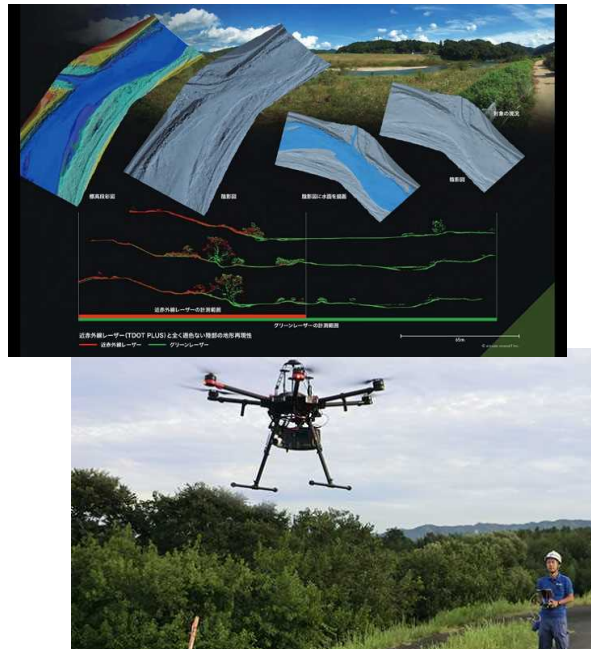 対象の現況
標高段彩図
陰影図
陰影図に水面を描画
陰影図
近赤外線レーザーの計測範囲
グリーンレーザーの計測範囲
近赤外線レーザー(TDOT PLUS)と全く遜色ない陸部の地形再現性
近赤外線レーザー
グリーンレーザー